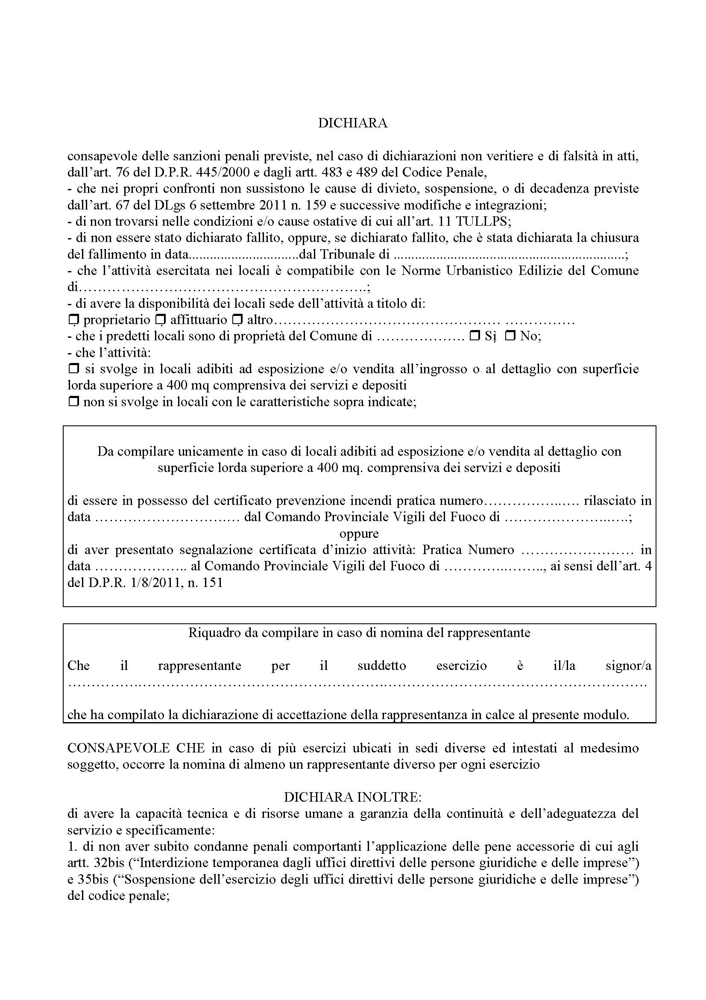 DICHIARA
consapevole delle sanzioni penali previste, nel caso di dichiarazioni non veritiere e di falsità in atti,
dall’art. 76 del D.P.R. 445/2000 e dagli artt. 483 e 489 del Codice Penale,
- che nei propri confronti non sussistono le cause di divieto, sospensione, o di decadenza previste
dall’art. 67 del DLgs 6 settembre 2011 n. 159 e successive modifiche e integrazioni;
- di non trovarsi nelle condizioni e/o cause ostative di cui all’art. 11 TULLPS;
- di non essere stato dichiarato fallito, oppure, se dichiarato fallito, che è stata dichiarata la chiusura
del fallimento in data...............................dal Tribunale di .................................................................;
- che l’attività esercitata nei locali è compatibile con le Norme Urbanistico Edilizie del Comune
di…………………………………………………….;
- di avere la disponibilità dei locali sede dell’attività a titolo di:
❒ proprietario ❒ affittuario ❒ altro………………………………………… ……………
- che i predetti locali sono di proprietà del Comune di ………………. ❒ Sì ❒ No;
- che l’attività:
❒ si svolge in locali adibiti ad esposizione e/o vendita all’ingrosso o al dettaglio con superficie
lorda superiore a 400 mq comprensiva dei servizi e depositi
❒ non si svolge in locali con le caratteristiche sopra indicate;
Da compilare unicamente in caso di locali adibiti ad esposizione e/o vendita al dettaglio con
superficie lorda superiore a 400 mq. comprensiva dei servizi e depositi
di essere in possesso del certificato prevenzione incendi pratica numero……………..…. rilasciato in
data ……………………….… dal Comando Provinciale Vigili del Fuoco di …………………..….;
oppure
di aver presentato segnalazione certificata d’inizio attività: Pratica Numero …………………… in
data ……………….. al Comando Provinciale Vigili del Fuoco di ………….…….., ai sensi dell’art. 4
del D.P.R. 1/8/2011, n. 151
Riquadro da compilare in caso di nomina del rappresentante
Che il rappresentante per il suddetto esercizio è il/la signor/a
…………….…………………………………………….……………………………………………….
che ha compilato la dichiarazione di accettazione della rappresentanza in calce al presente modulo.
CONSAPEVOLE CHE in caso di più esercizi ubicati in sedi diverse ed intestati al medesimo
soggetto, occorre la nomina di almeno un rappresentante diverso per ogni esercizio
DICHIARA INOLTRE:
di avere la capacità tecnica e di risorse umane a garanzia della continuità e dell’adeguatezza del
servizio e specificamente:
1. di non aver subito condanne penali comportanti l’applicazione delle pene accessorie di cui agli
artt. 32bis (“Interdizione temporanea dagli uffici direttivi delle persone giuridiche e delle imprese”)
e 35bis (“Sospensione dell’esercizio degli uffici direttivi delle persone giuridiche e delle imprese”)
del codice penale;